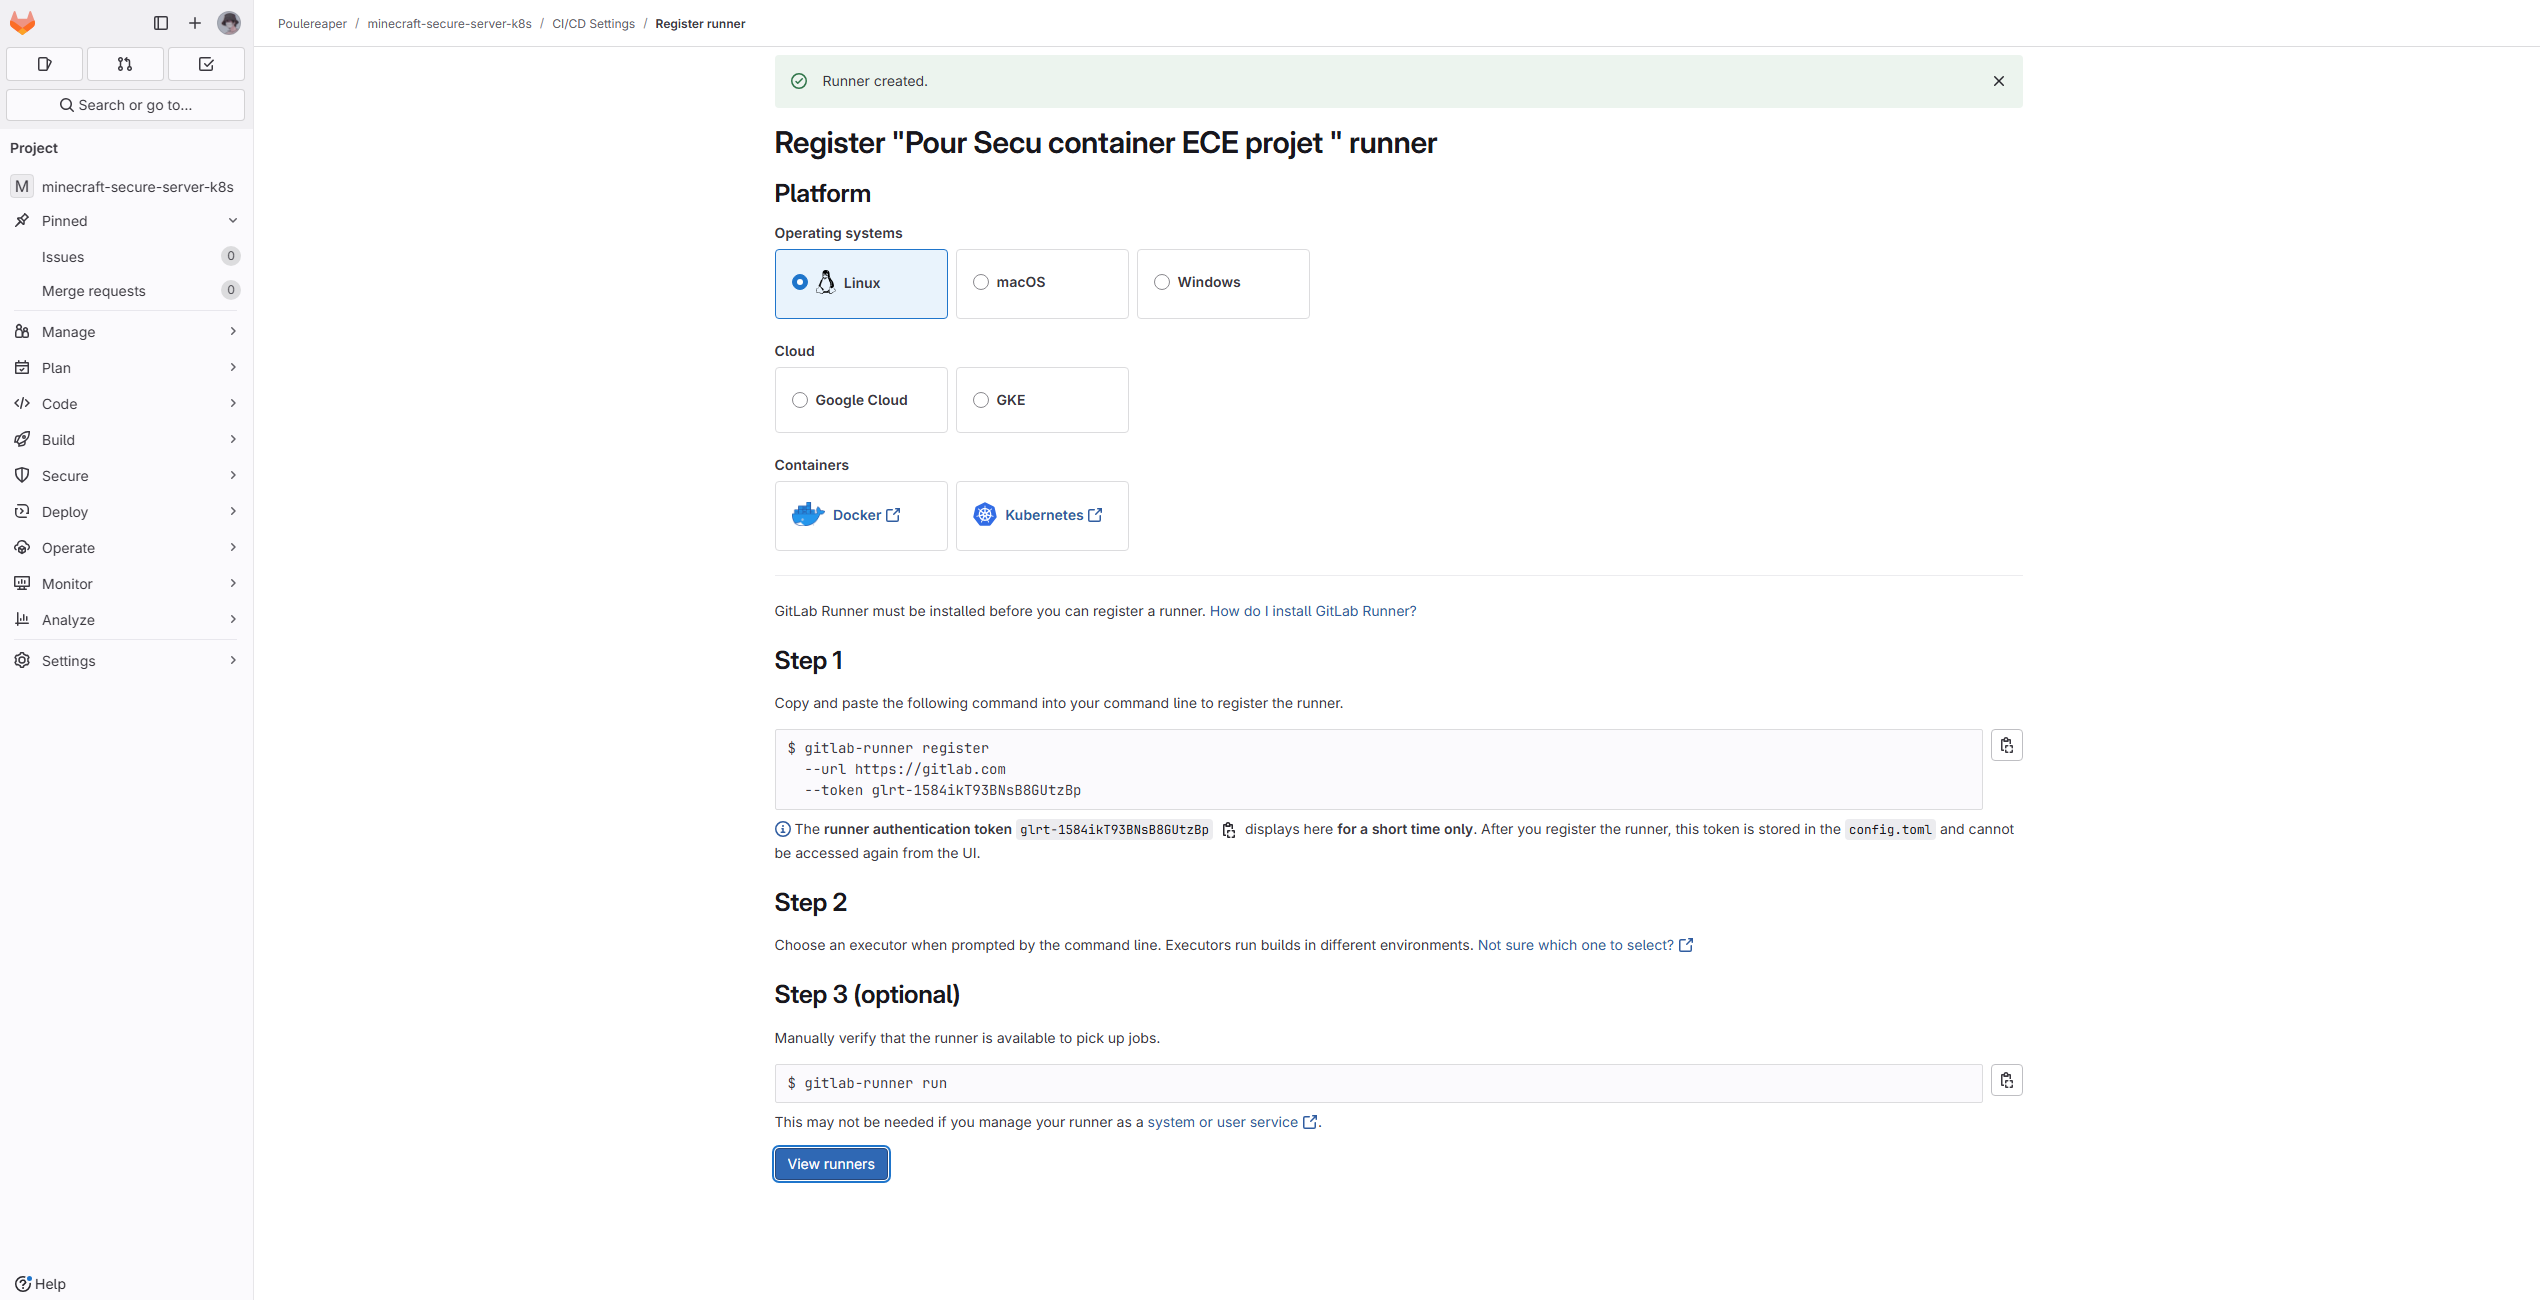 Poulereaper / minecraft-secure-server-k8s / CI/CD Settings / Register runner
Search or go to...
Project
M minecraft-secure-server-k8s
Pinned
Issues 0
Merge requests 0
Manage
Plan
Code
Build
Secure
Deploy
Operate
Monitor
Analyze
Settings
Help
Runner created.
Register "Pour Secu container ECE projet " runner
Platform
Operating systems
Linux macOS Windows
Cloud
Google Cloud GKE
Containers
Docker Kubernetes
GitLab Runner must be installed before you can register a runner. How do I install GitLab Runner?
Step 1
Copy and paste the following command into your command line to register the runner.
$ gitlab-runner register
--url https://gitlab.com
--token glrt-1584ikT93BNsB8GUtzBp
The runner authentication token glrt-1584ikT93BNsB8GUtzBp displays here for a short time only. After you register the runner, this token is stored in the config.toml and cannot
be accessed again from the UI.
Step 2
Choose an executor when prompted by the command line. Executors run builds in different environments. Not sure which one to select?
Step 3 (optional)
Manually verify that the runner is available to pick up jobs.
$ gitlab-runner run
This may not be needed if you manage your runner as a system or user service.
View runners